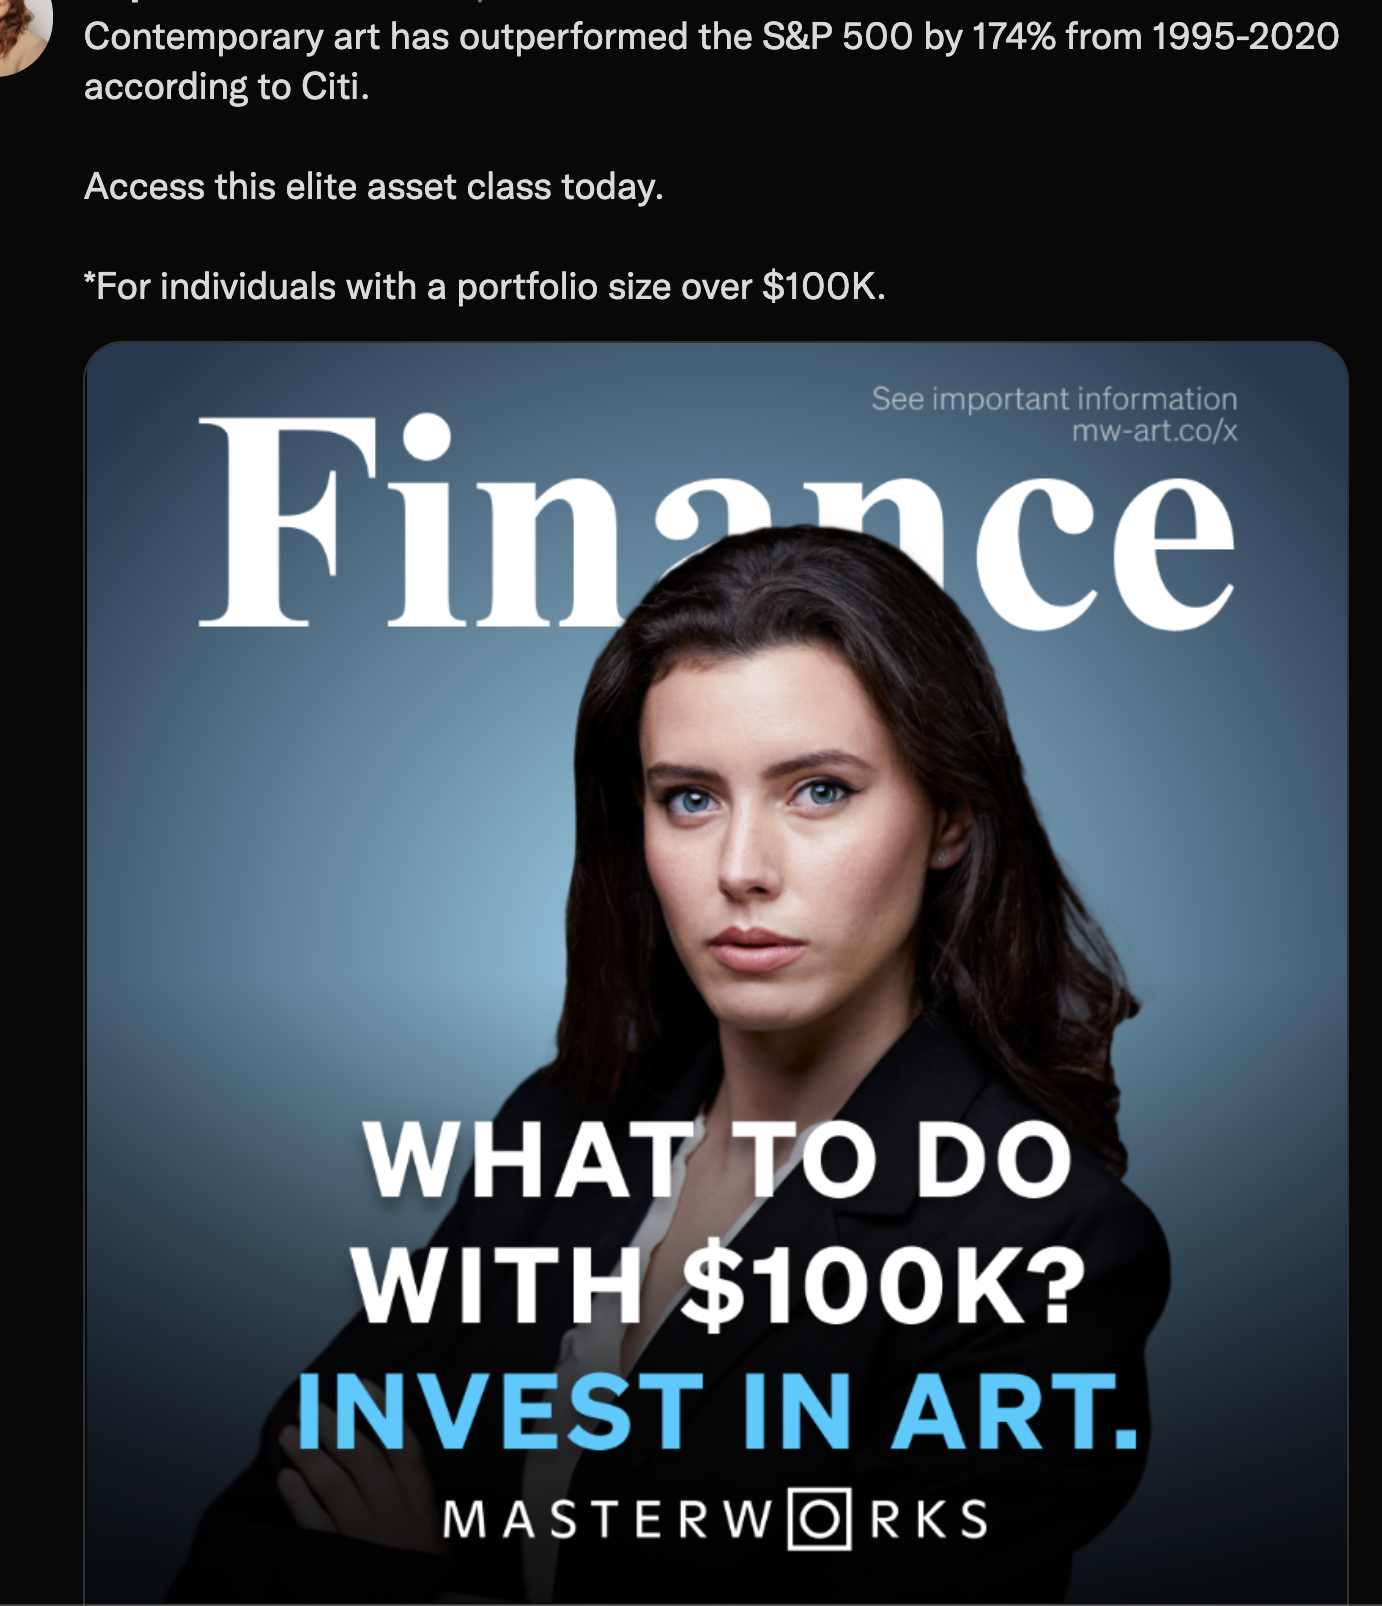 Contemporary art has outperformed the S&P 500 by 174% from 1995-2020
according to Citi.
Access this elite asset class today.
*For individuals with a portfolio size over $100K.
See important information
mw-art.co/x
Finance
WHAT TO DO
WITH $100K?
INVEST IN ART.
MASTERWORKS